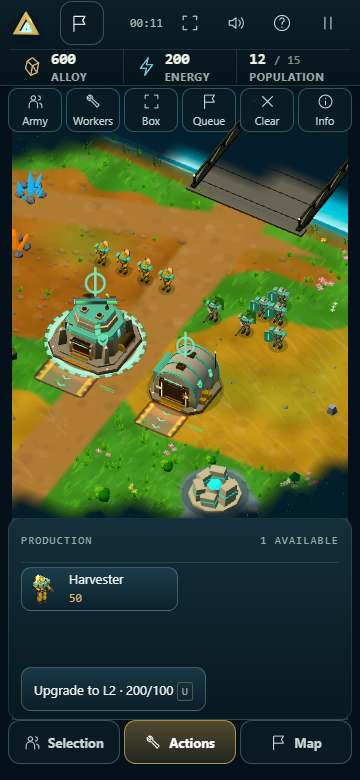 00:11
600
ALLOY
200
ENERGY
12 / 15
POPULATION
Army
Workers
Box
Queue
Clear
Info
PRODUCTION
1 AVAILABLE
Harvester
50
Upgrade to L2 · 200/100 U
Selection
Actions
Map